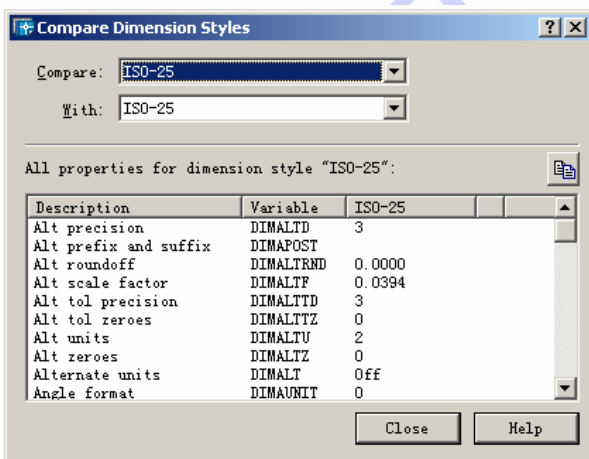 Compare Dimension Styles
Compare: ISO-25
With: ISO-25
All properties for dimension style "ISO-25":
Description Variable ISO-25
Alt precision DIMALTD 3
Alt prefix and suffix DIMAPOST
Alt roundoff DIMALTRND 0.0000
Alt scale factor DIMALTF 0.0394
Alt tol precision DIMALTTD 3
Alt tol zeroes DIMALTTZ 0
Alt units DIMALTU 2
Alt zeroes DIMALTZ 0
Alternate units DIMALT Off
Angle format DIMAUNIT 0
Close Help